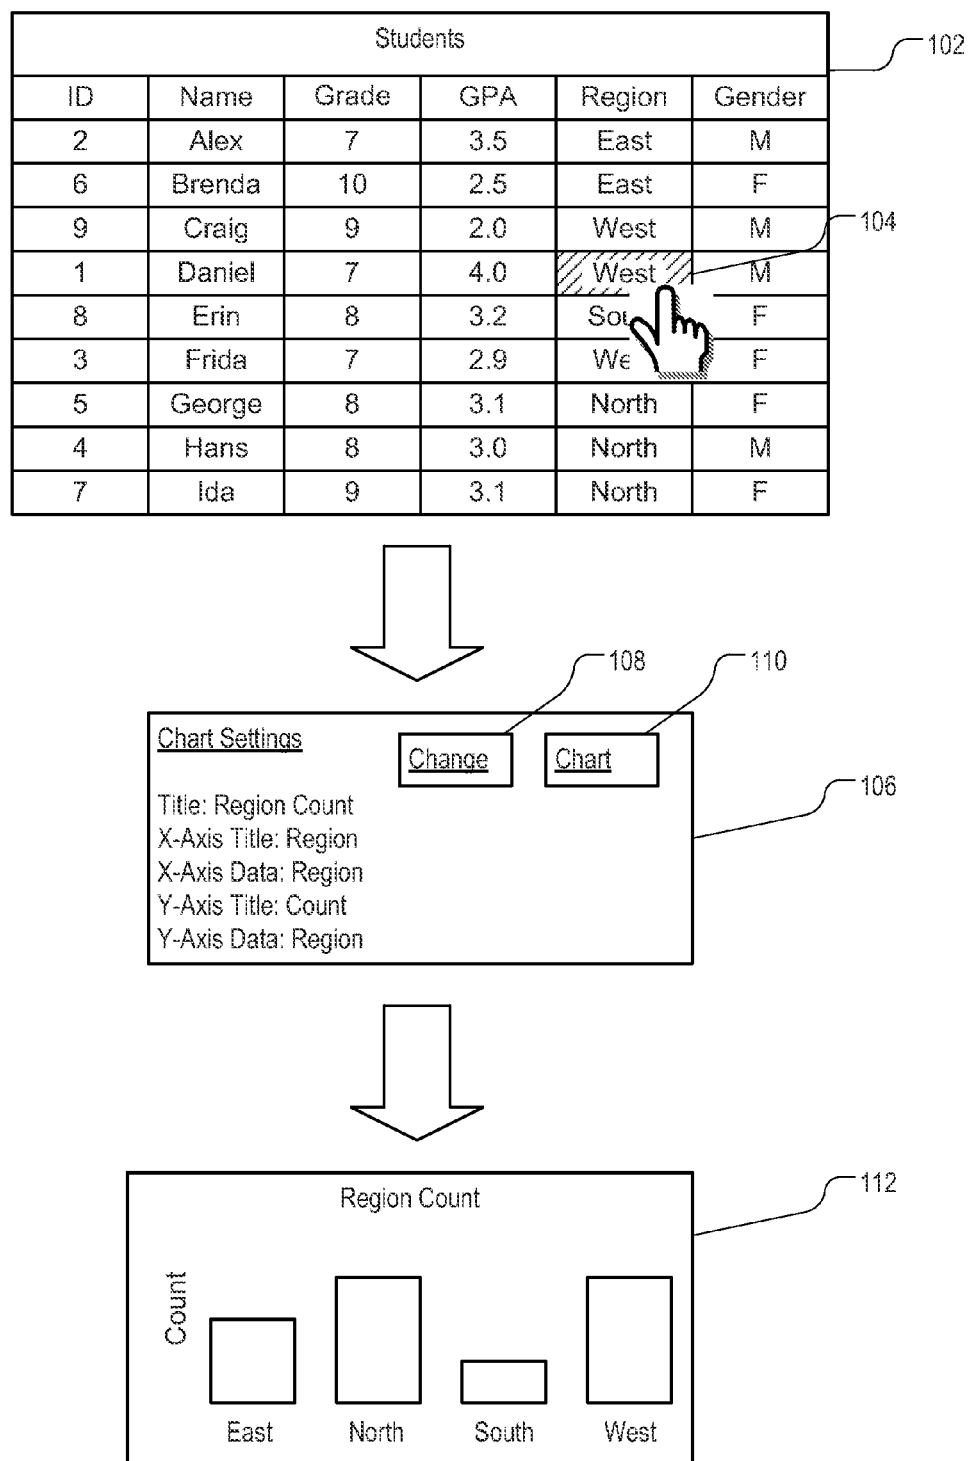 Students
102
ID Name Grade GPA Region Gender
2 Alex 7 3.5 East M
6 Brenda 10 2.5 East F
9 Craig 9 2.0 West M
104
1 Daniel 7 4.0 West M
8 Erin 8 3.2 Sou F
3 Frida 7 2.9 We F
5 George 8 3.1 North F
4 Hans 8 3.0 North M
7 Ida 9 3.1 North F
108
110
Chart Settings
Change
Chart
106
Title: Region Count
X-Axis Title: Region
X-Axis Data: Region
Y-Axis Title: Count
Y-Axis Data: Region
112
Region Count
Count
East North South West